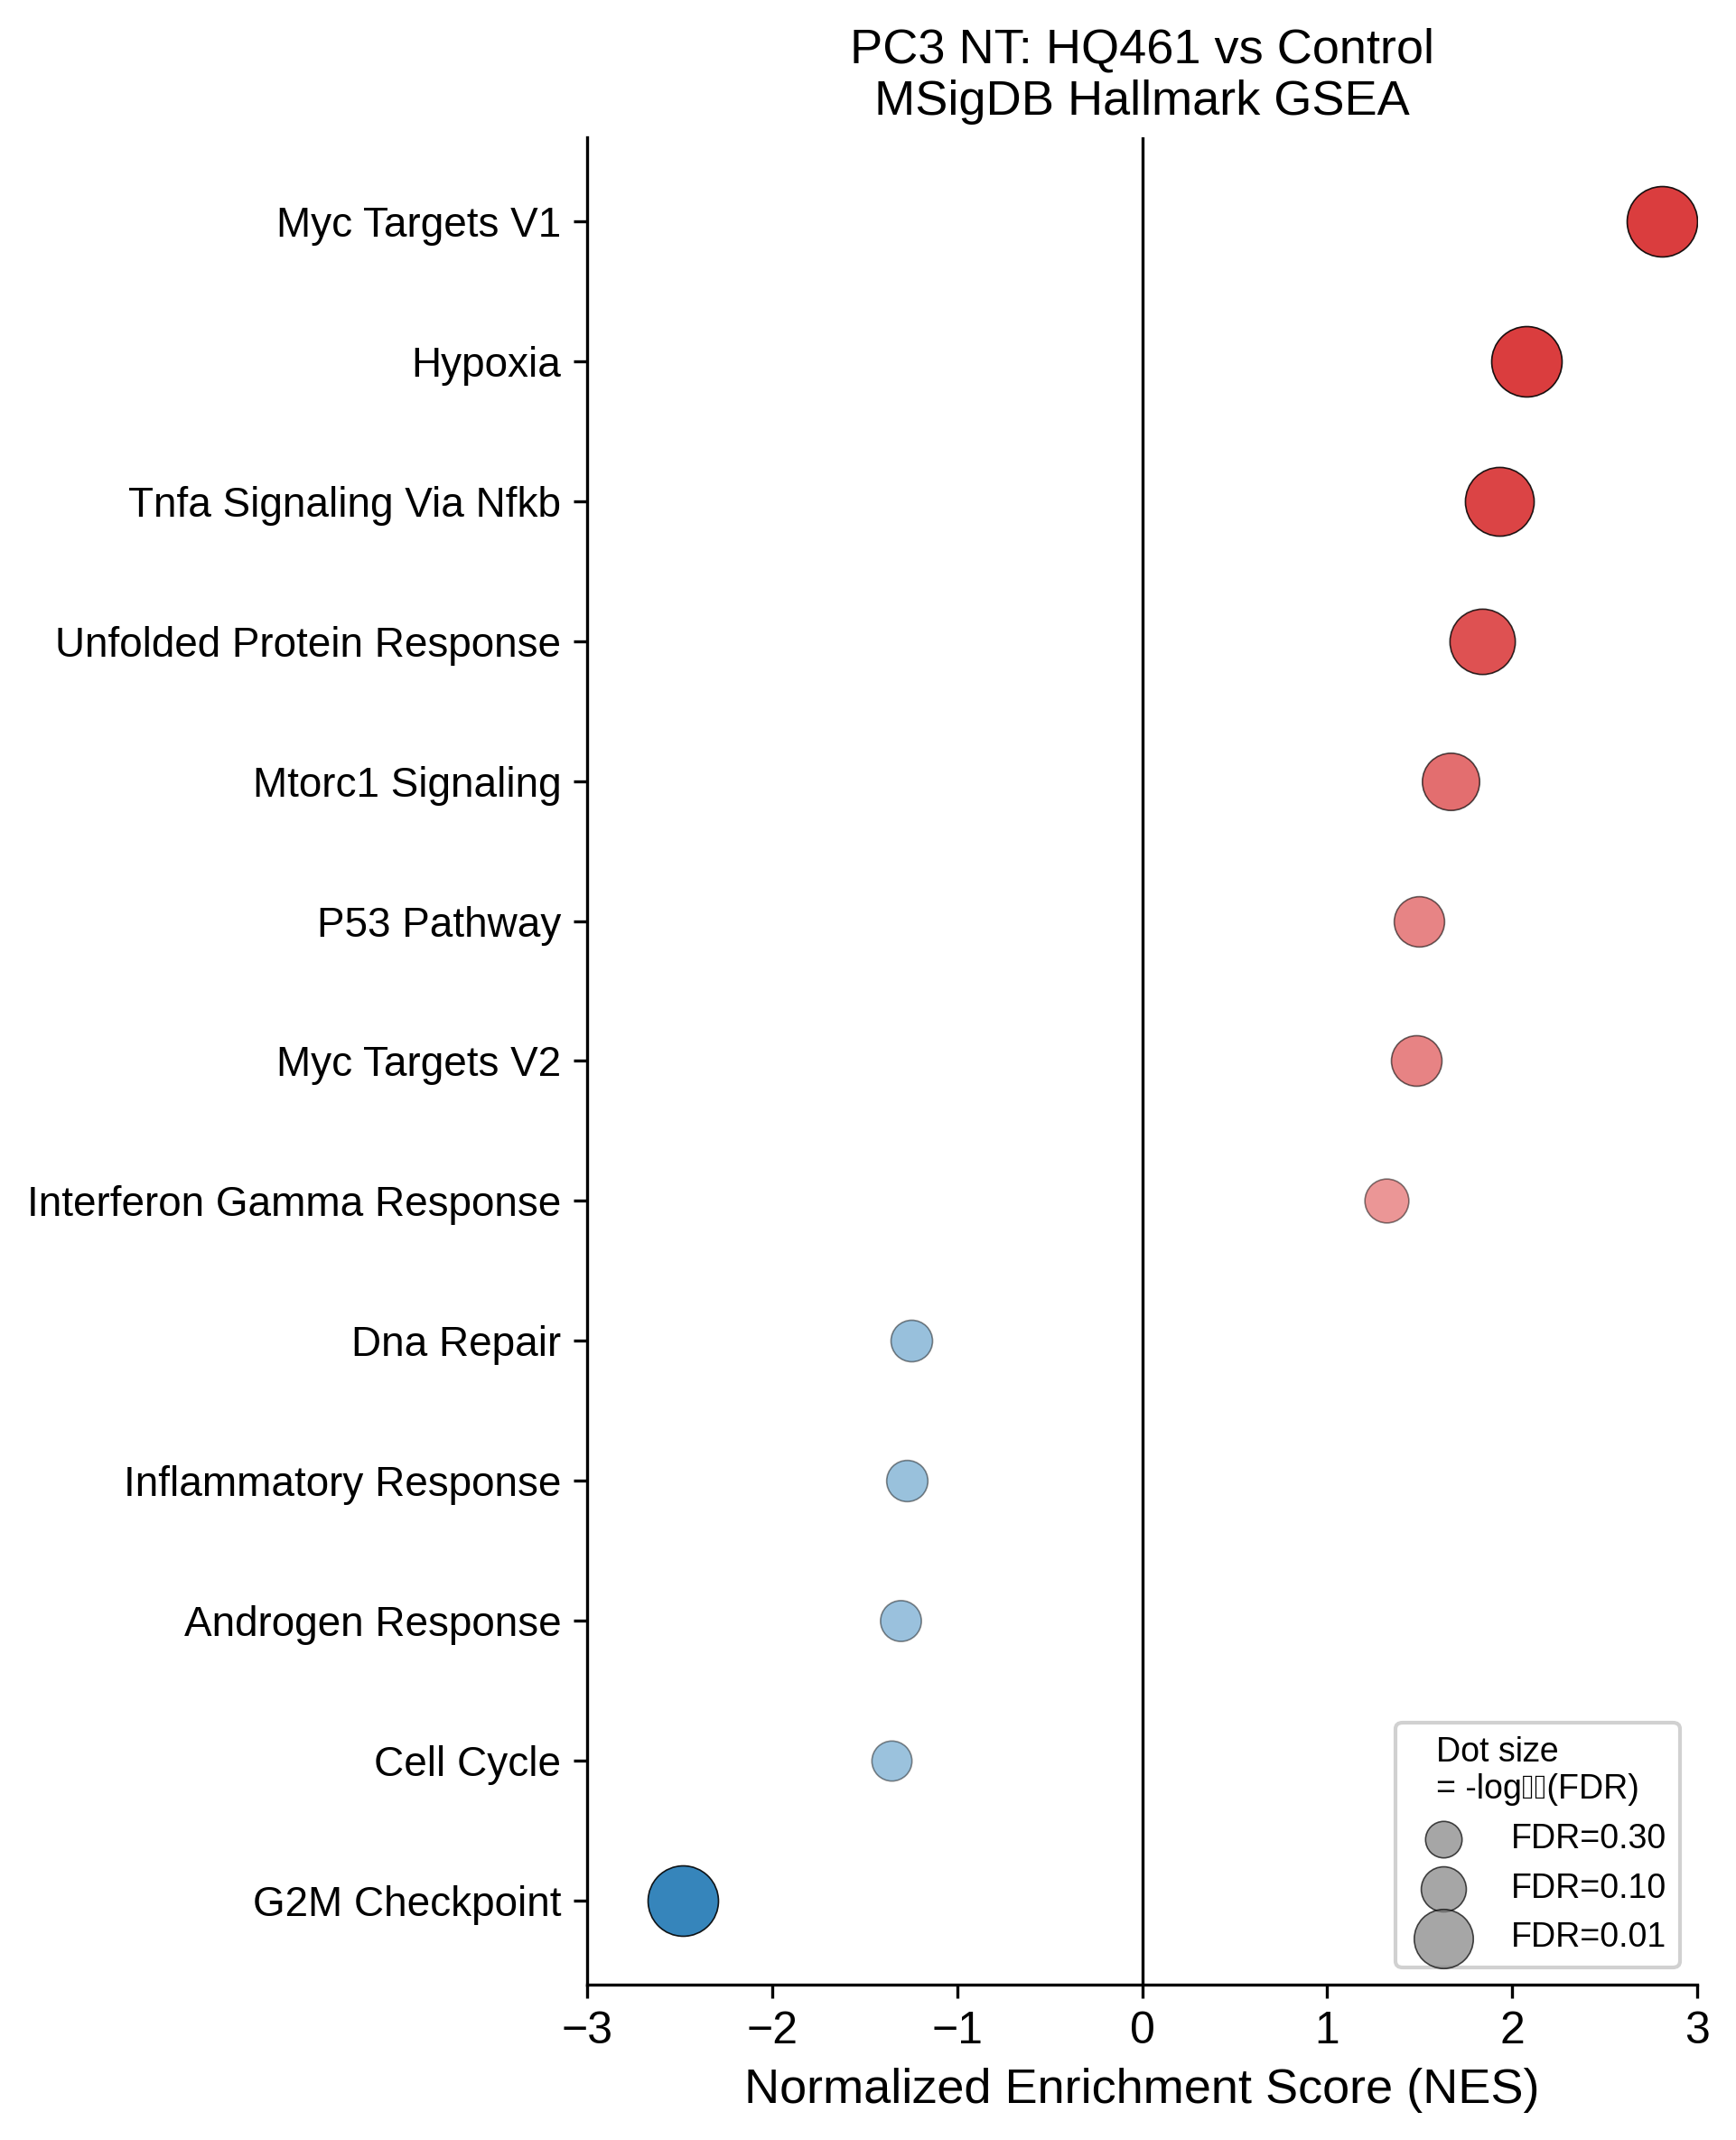 PC3 NT: HQ461 vs Control
MSigDB Hallmark GSEA
Myc Targets V1
Hypoxia
Tnfa Signaling Via Nfkb
Unfolded Protein Response
Mtorc1 Signaling
P53 Pathway
Myc Targets V2
Interferon Gamma Response
Dna Repair
Inflammatory Response
Androgen Response
Cell Cycle
G2M Checkpoint
Dot size
= -log▯▯(FDR)
FDR=0.30
FDR=0.10
FDR=0.01
−3 −2 −1 0 1 2 3
Normalized Enrichment Score (NES)